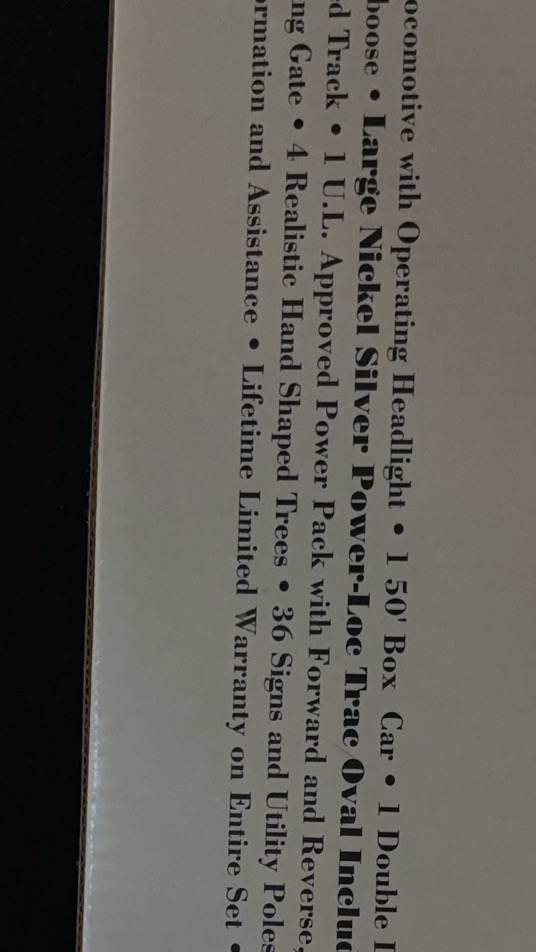 ocomotive with Operating Headlight • 1 50' Box Car • 1 Double
boose • Large Nickel Silver Power-Loc Trac Oval Inclu
d Track • 1 U.L. Approved Power Pack with Forward and Reverse,
ng Gate • 4 Realistic Hand Shaped Trees • 36 Signs and Utility Poles
ormation and Assistance • Lifetime Limited Warranty on Entire Set •